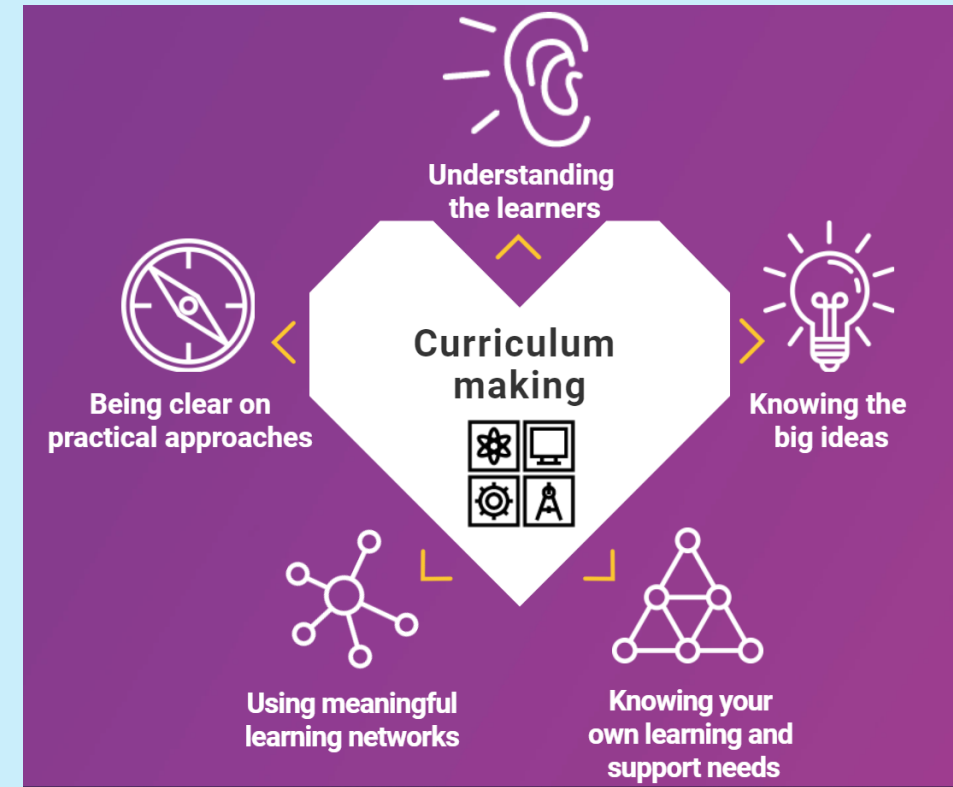 Understanding
the learners
Curriculum
making
Being clear on
practical approaches
Knowing the
big ideas
Using meaningful
learning networks
Knowing your
own learning and
support needs